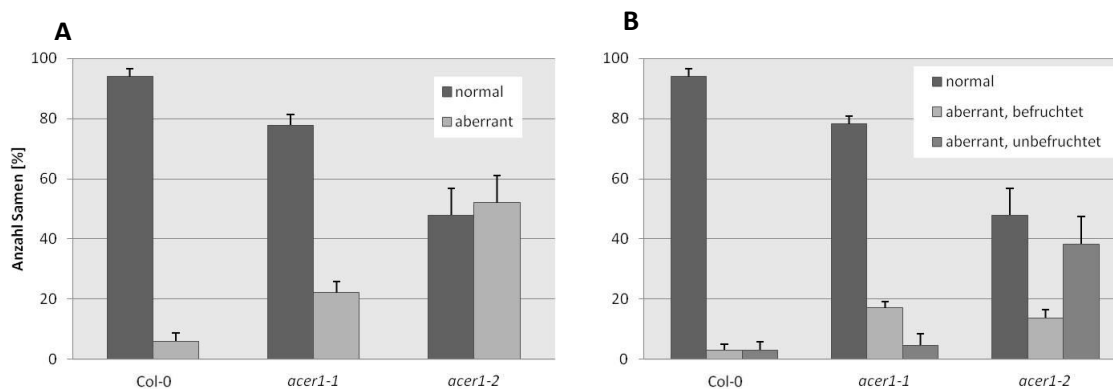 A
Anzahl Samen [%]
100
80
60
40
20
0
normal
aberrant
Col-0 acer1-1 acer1-2
B
100
80
60
40
20
0
normal
aberrant, befruchtet
aberrant, unbefruchtet
Col-0 acer1-1 acer1-2